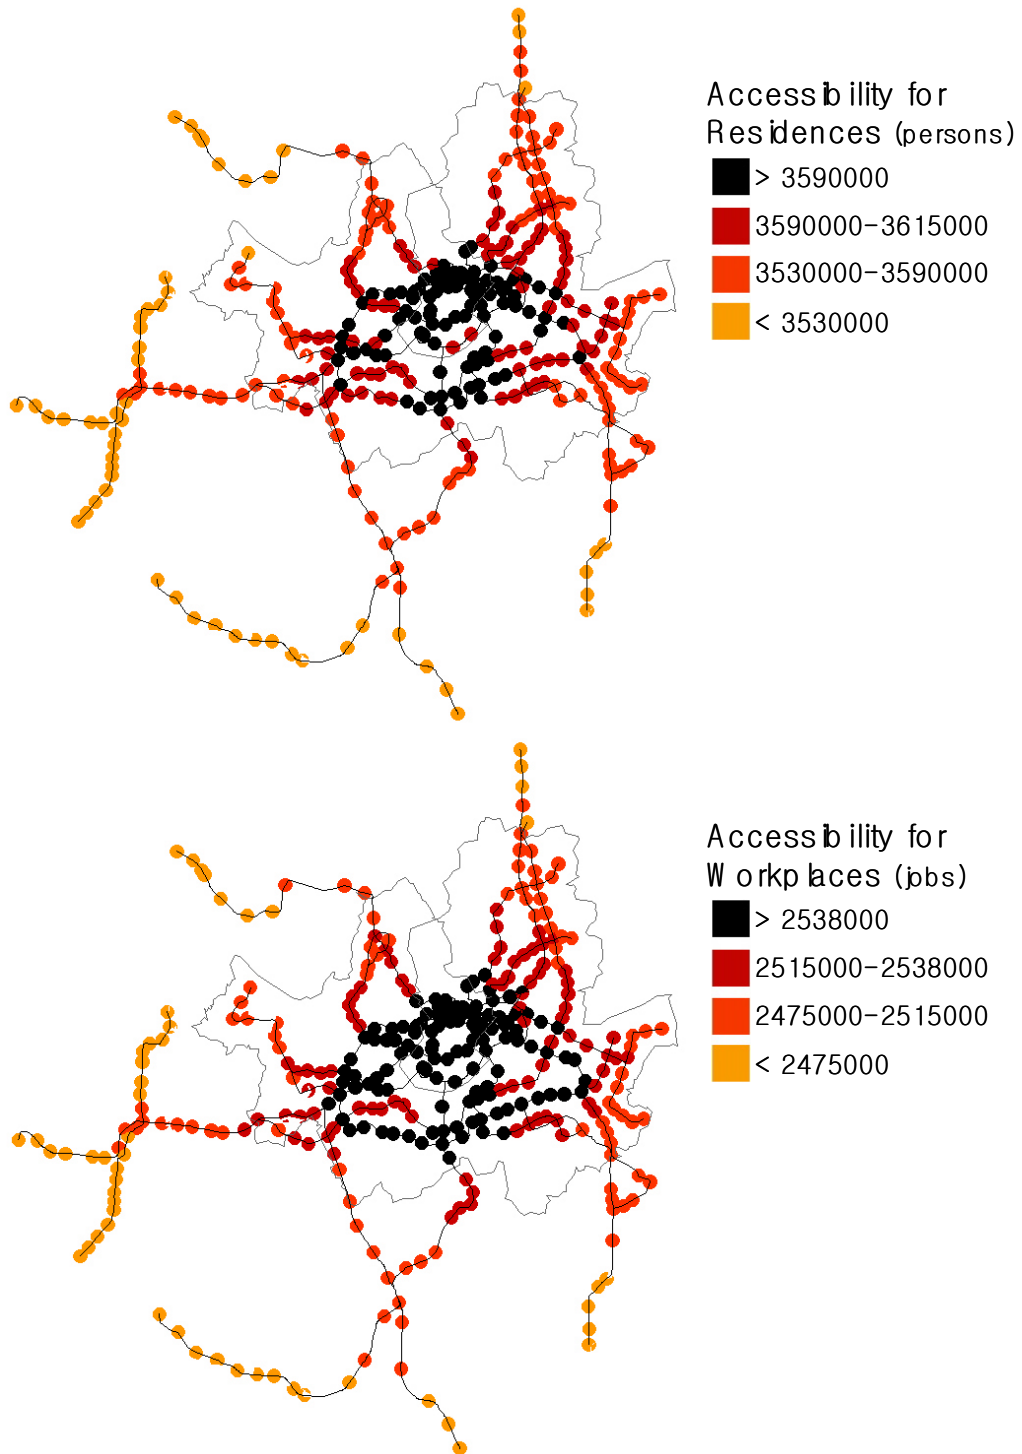 Accessibility for
Residences (persons)
> 3590000
3590000-3615000
3530000-3590000
< 3530000
Accessibility for
Workplaces (jobs)
> 2538000
2515000-2538000
2475000-2515000
< 2475000